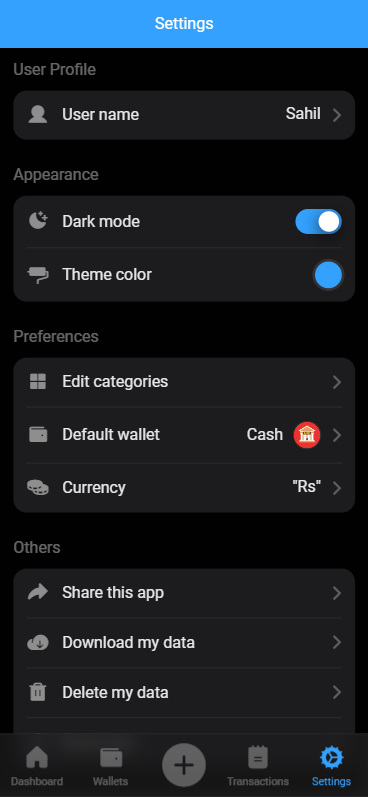 Settings
User Profile
User name Sahil
Appearance
Dark mode
Theme color
Preferences
Edit categories
Default wallet Cash
Currency "Rs"
Others
Share this app
Download my data
Delete my data
Dashboard Wallets Transactions Settings